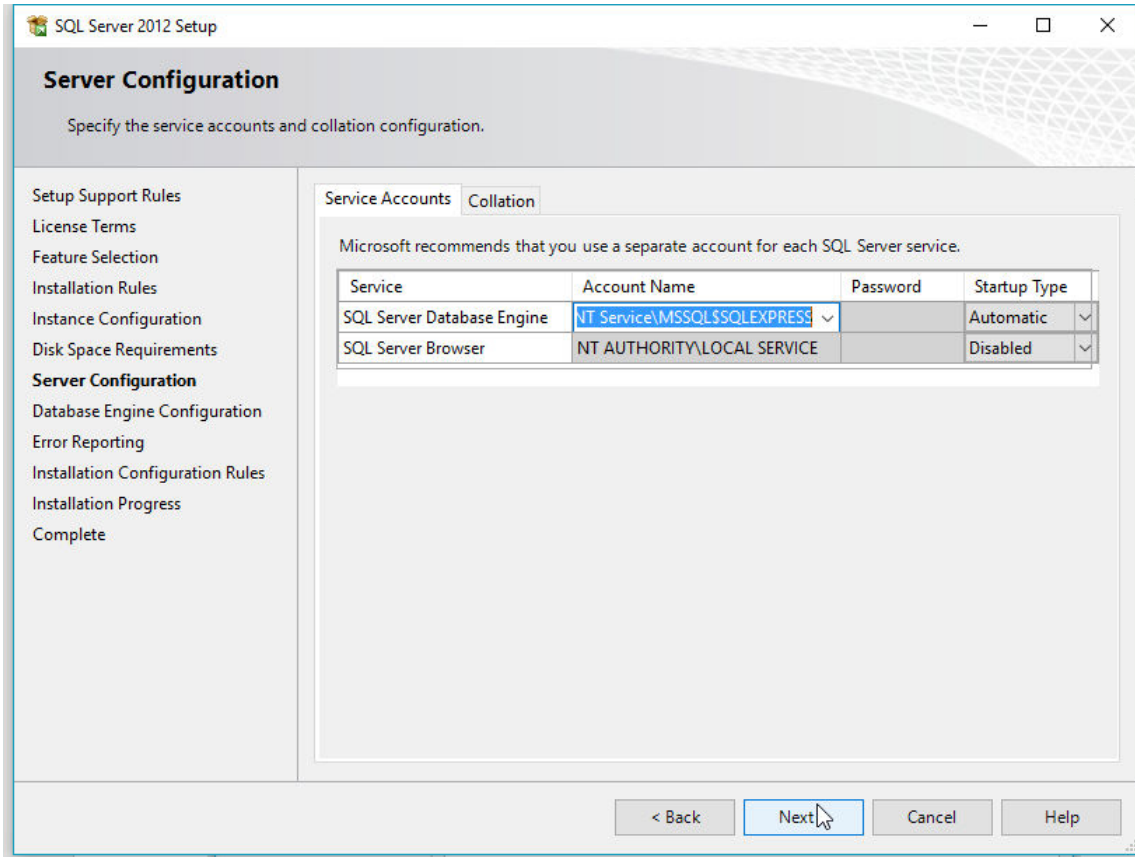 SQL Server 2012 Setup
Server Configuration
Specify the service accounts and collation configuration.
Setup Support Rules
License Terms
Feature Selection
Installation Rules
Instance Configuration
Disk Space Requirements
Server Configuration
Database Engine Configuration
Error Reporting
Installation Configuration Rules
Installation Progress
Complete
Service Accounts Collation
Microsoft recommends that you use a separate account for each SQL Server service.
Service Account Name Password Startup Type
SQL Server Database Engine NT Service\MSSQL$SQLEXPRESS Automatic
SQL Server Browser NT AUTHORITY\LOCAL SERVICE Disabled
< Back Next Cancel Help